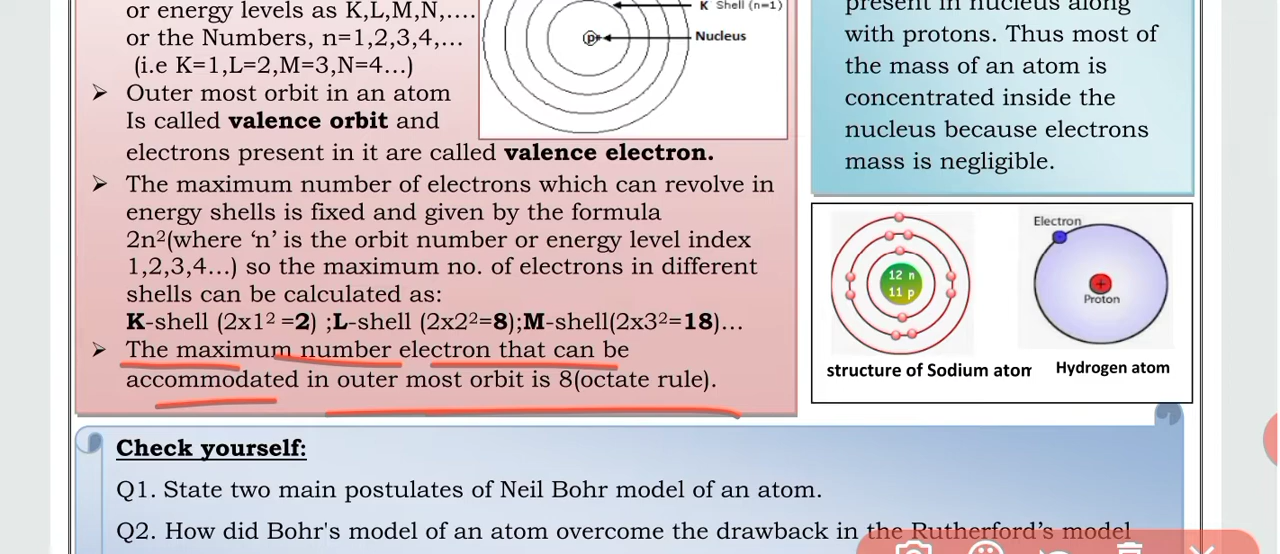 or energy levels as K,L,M,N,....
or the Numbers, n=1,2,3,4,...
(i.e K=1,L=2,M=3,N=4...)
➢ Outer most orbit in an atom
Is called valence orbit and
electrons present in it are called valence electron.
➢ The maximum number of electrons which can revolve in
energy shells is fixed and given by the formula
2n²(where ‘n’ is the orbit number or energy level index
1,2,3,4...) so the maximum no. of electrons in different
shells can be calculated as:
K-shell (2x1² =2) ;L-shell (2x2²=8);M-shell(2x3²=18)...
➢ The maximum number electron that can be
accommodated in outer most orbit is 8(octate rule).
K Shell (n=1)
Nucleus
p+
present in nucleus along
with protons. Thus most of
the mass of an atom is
concentrated inside the
nucleus because electrons
mass is negligible.
12 n
11 p
structure of Sodium atom
Electron
+
Proton
Hydrogen atom
Check yourself:
Q1. State two main postulates of Neil Bohr model of an atom.
Q2. How did Bohr's model of an atom overcome the drawback in the Rutherford’s model